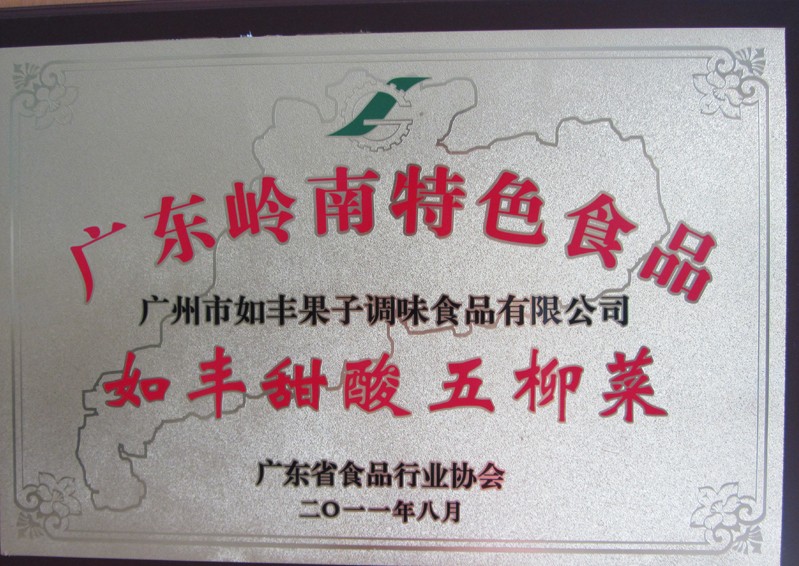 广东岭南特色食品
广州市如丰果子调味食品有限公司
如丰甜酸五柳菜
广东省食品行业协会
二〇一一年八月